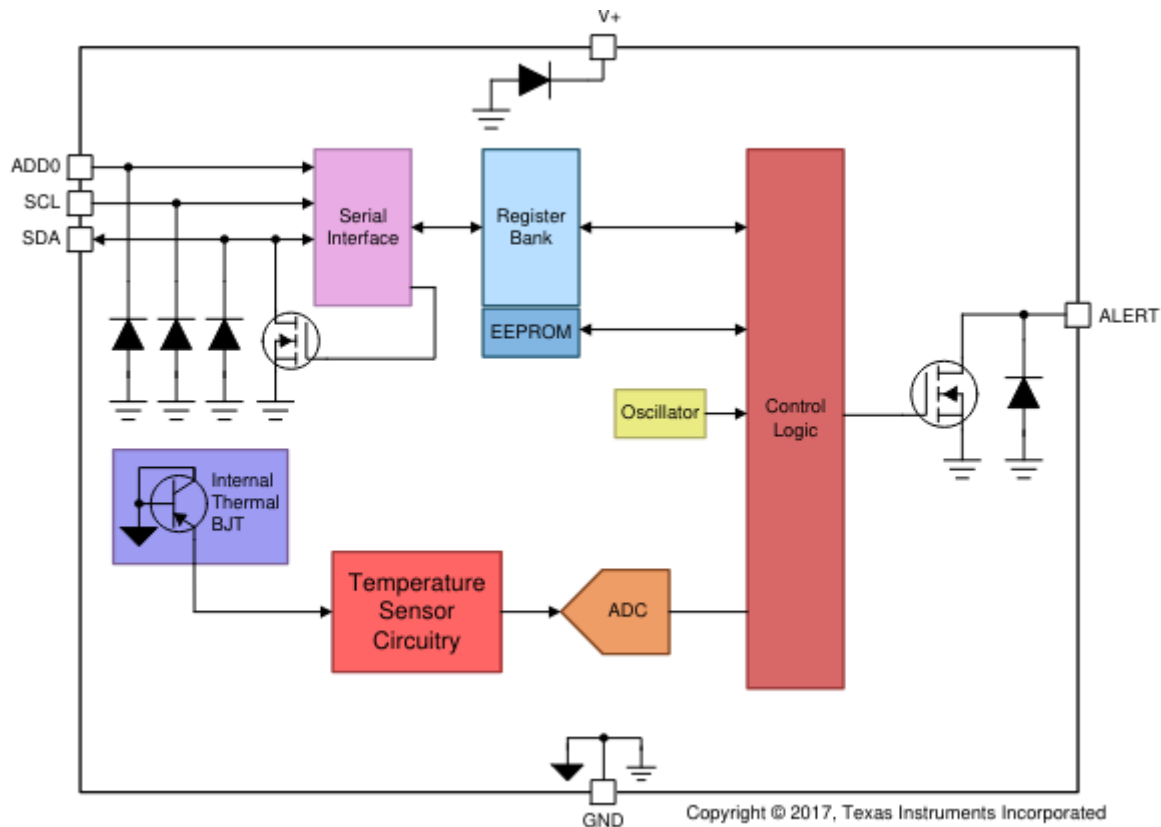 V+
ADD0
SCL
SDA
Serial
Interface
Register
Bank
EEPROM
ALERT
Oscillator
Control
Logic
Internal
Thermal
BJT
Temperature
Sensor
Circuitry
ADC
GND
Copyright © 2017, Texas Instruments Incorporated